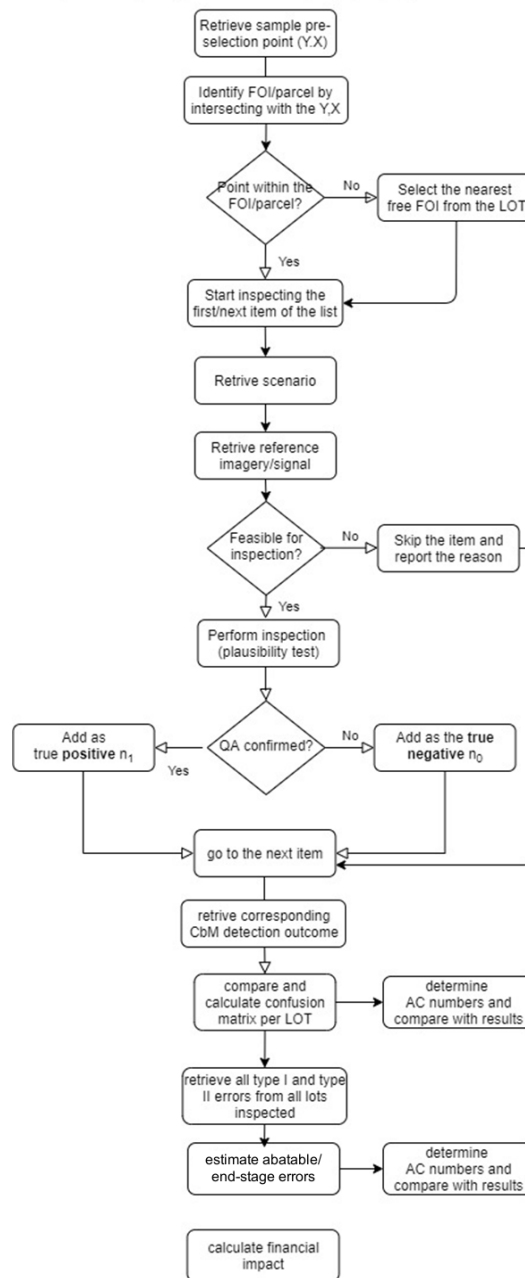 Retrieve sample pre-
selection point (Y.X)
Identify FOI/parcel by
intersecting with the Y,X
Point within the
FOI/parcel?
No
Select the nearest
free FOI from the LOT
Yes
Start inspecting the
first/next item of the list
Retrive scenario
Retrive reference
imagery/signal
Feasible for
inspection?
No
Skip the item and
report the reason
Yes
Perform inspection
(plausibility test)
Add as
true positive n1
Yes
QA confirmed?
No
Add as the true
negative n0
go to the next item
retrive corresponding
CbM detection outcome
compare and
calculate confusion
matrix per LOT
determine
AC numbers and
compare with results
retrieve all type I and type
II errors from all lots
inspected
estimate abatable/
end-stage errors
determine
AC numbers and
compare with results
calculate financial
impact